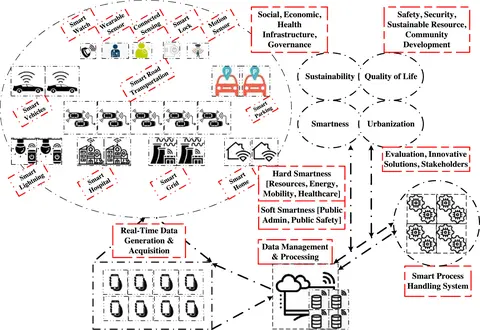 Smart
Watch
Wearable
Sensor
Connected
Sensing
Smart
Lock
Motion
Sensor
Social, Economic,
Health
Infrastructure,
Governance
Safety, Security,
Sustainable Resource,
Community
Development
Smart Road
Transportation
Sustainability [
Quality of Life
Smart
Vehicles
Smart
Parking
Smartness
Urbanization
Evaluation, Innovative
Solutions, Stakeholders
Smart
Lightning
Smart
Hospital
Smart
Grid
Smart
Home
Hard Smartness
[Resources, Energy,
Mobility, Healthcare]
Soft Smartness [Public
Admin, Public Safety]
Real-Time Data
Generation &
Acquisition
Data Management
& Processing
Smart Process
Handling System